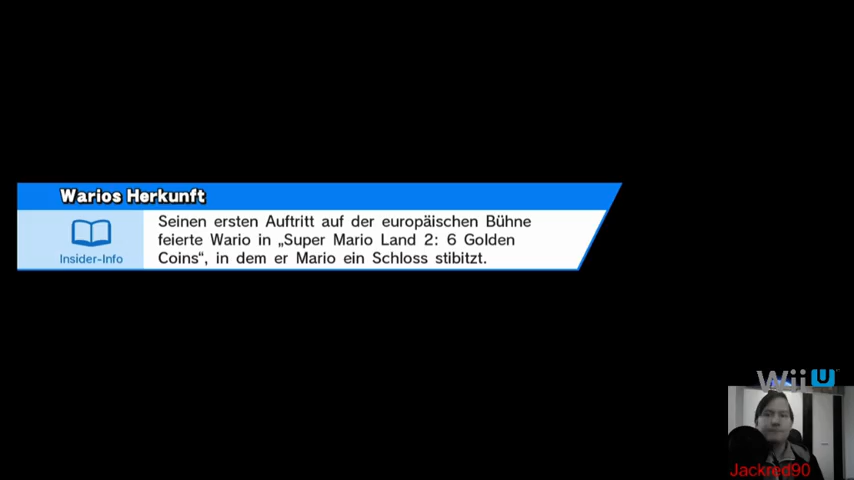 Warios Herkunft
Seinen ersten Auftritt auf der europäischen Bühne
feierte Wario in „Super Mario Land 2: 6 Golden
Coins“, in dem er Mario ein Schloss stibitzt.
Insider-Info
Wii U
Jackred90